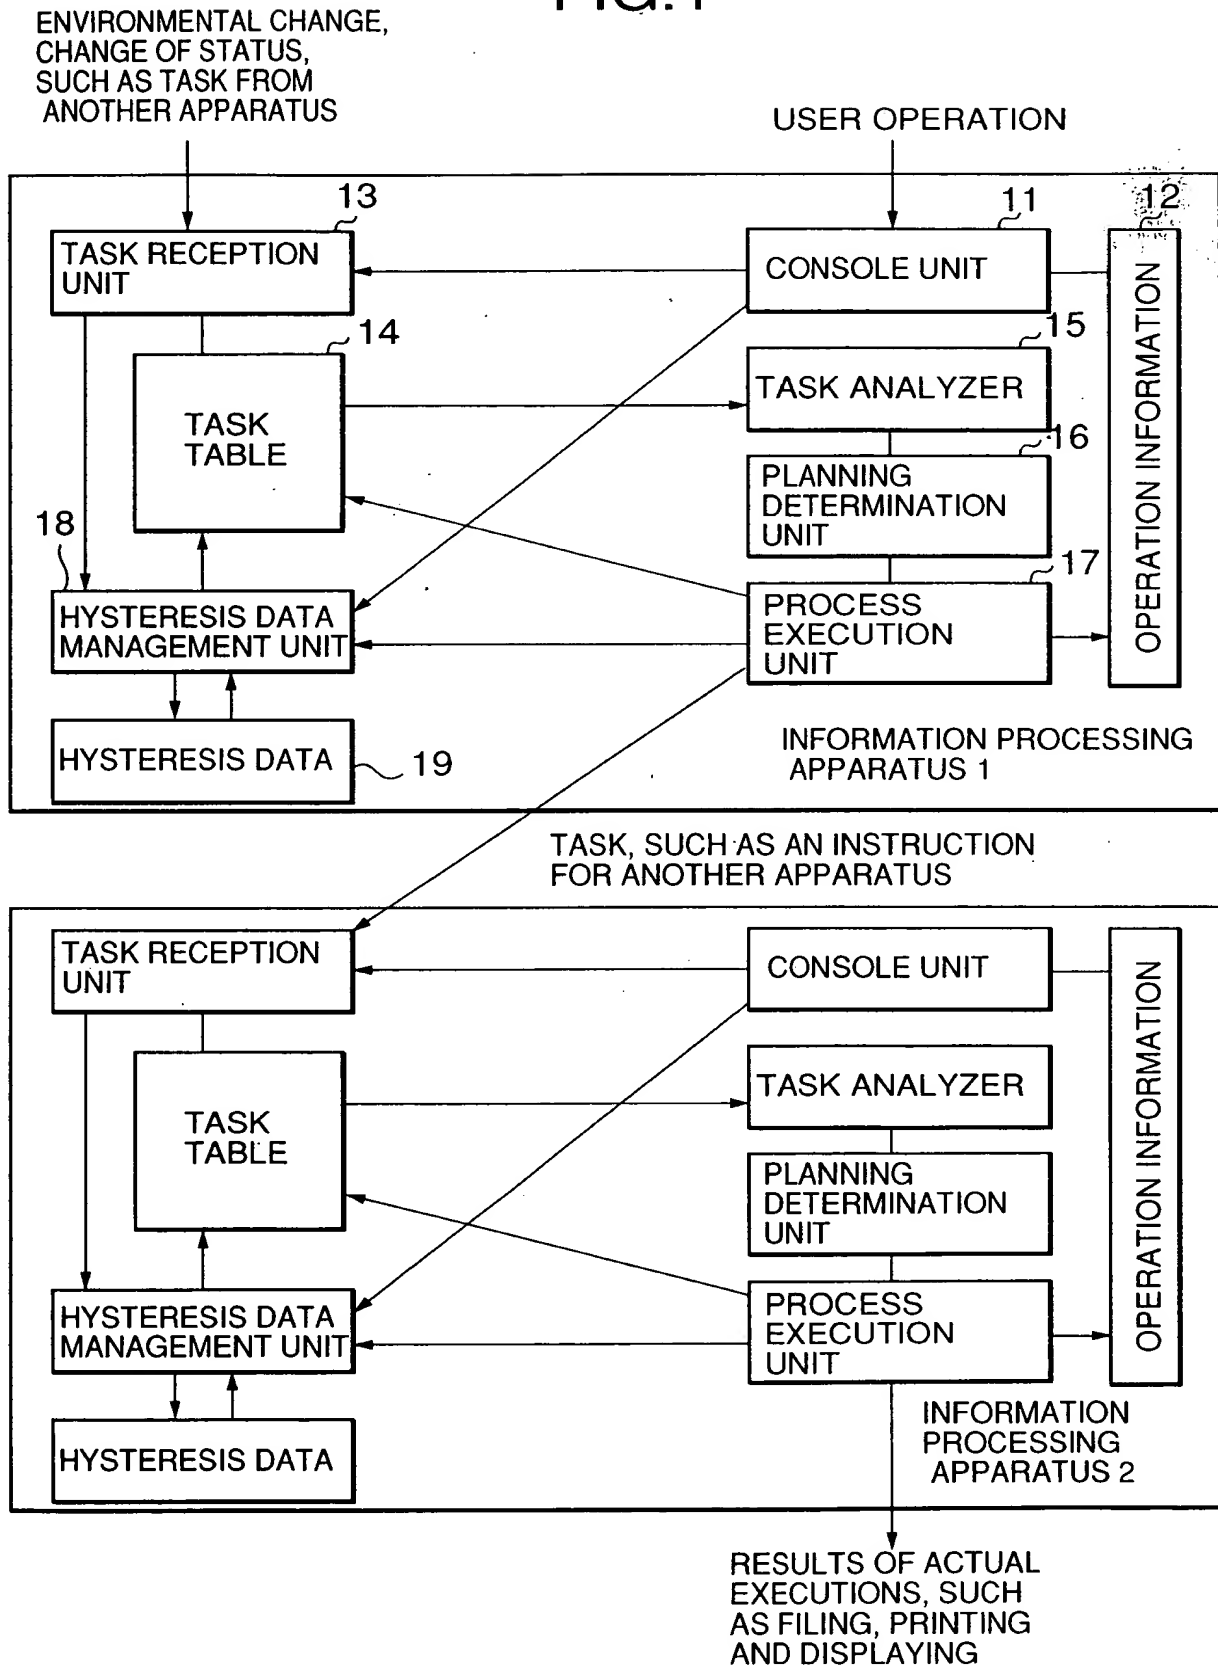 FIG.1
ENVIRONMENTAL CHANGE,
CHANGE OF STATUS,
SUCH AS TASK FROM
ANOTHER APPARATUS
USER OPERATION
13
11
12
TASK RECEPTION
UNIT
CONSOLE UNIT
OPERATION INFORMATION
14
15
TASK
TABLE
TASK ANALYZER
16
PLANNING
DETERMINATION
UNIT
18
17
HYSTERESIS DATA
MANAGEMENT UNIT
PROCESS
EXECUTION
UNIT
HYSTERESIS DATA
19
INFORMATION PROCESSING
APPARATUS 1
TASK, SUCH AS AN INSTRUCTION
FOR ANOTHER APPARATUS
TASK RECEPTION
UNIT
CONSOLE UNIT
OPERATION INFORMATION
TASK
TABLE
TASK ANALYZER
PLANNING
DETERMINATION
UNIT
HYSTERESIS DATA
MANAGEMENT UNIT
PROCESS
EXECUTION
UNIT
HYSTERESIS DATA
INFORMATION
PROCESSING
APPARATUS 2
RESULTS OF ACTUAL
EXECUTIONS, SUCH
AS FILING, PRINTING
AND DISPLAYING